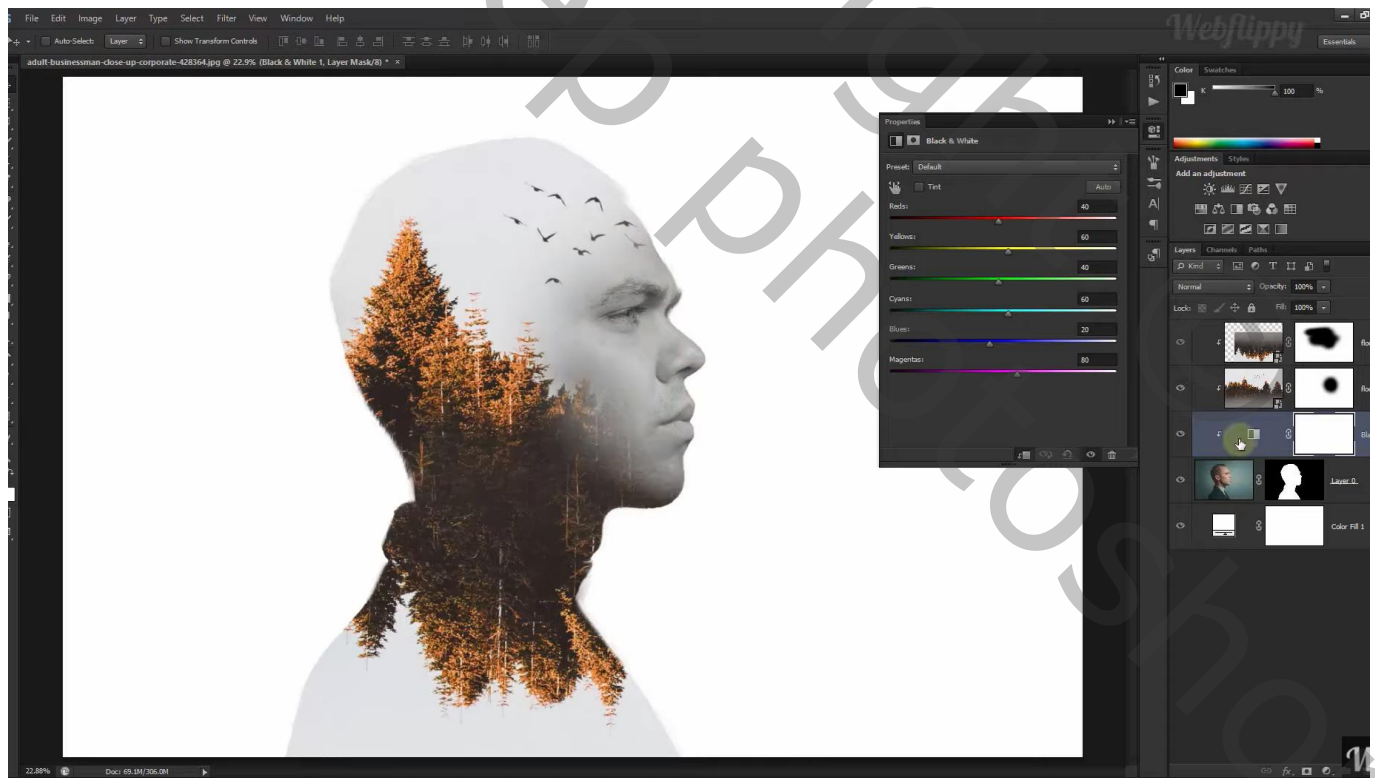 File Edit Image Layer Type Select Filter View Window Help
Webflippy
Auto-Select: Layer Show Transform Controls
Essentials
adult-businessman-close-up-corporate-428364.jpg @ 22.9% (Black & White 1, Layer Mask/8) * ×
Color Swatches
K 100 %
Properties
Black & White
Preset: Default
Tint Auto
Reds: 40
Yellows: 60
Greens: 40
Cyans: 60
Blues: 20
Magentas: 80
Adjustments Styles
Add an adjustment
Layers Channels Paths
Kind
Normal Opacity: 100%
Lock: Fill: 100%
flo
flo
Bla
Layer 0
Color Fill 1
22.88% Doc: 69.1M/306.0M
fx
W